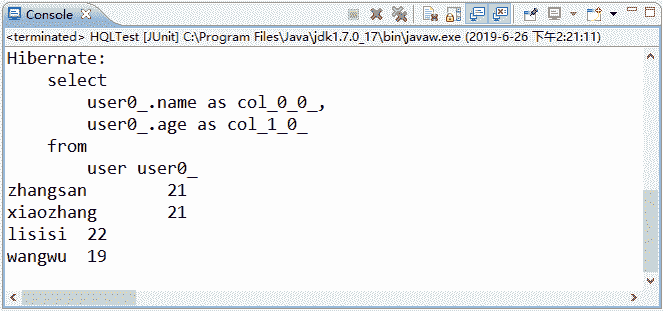 Console
<terminated> HQLTest [JUnit] C:\Program Files\Java\jdk1.7.0_17\bin\javaw.exe (2019-6-26 下午2:21:11)
Hibernate:
    select
        user0_.name as col_0_0_,
        user0_.age as col_1_0_
    from
        user user0_
zhangsan        21
xiaozhang       21
lisisi  22
wangwu  19